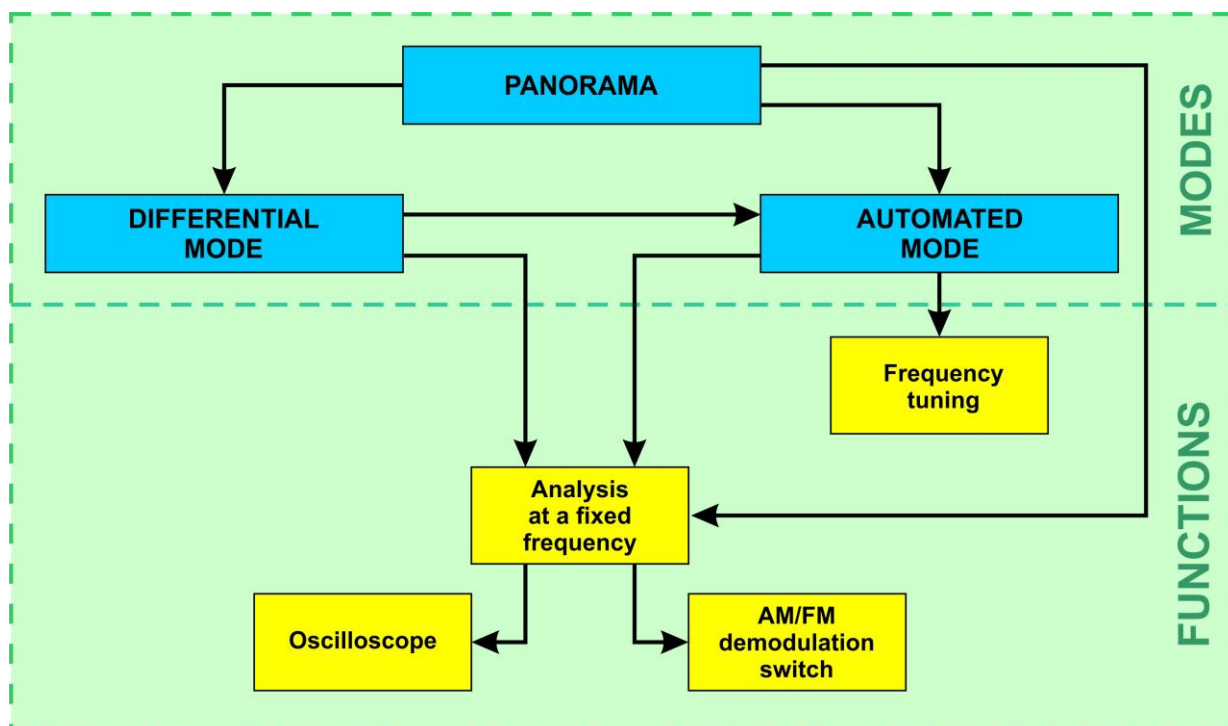 PANORAMA
MODES
DIFFERENTIAL
MODE
AUTOMATED
MODE
Frequency
tuning
FUNCTIONS
Analysis
at a fixed
frequency
Oscilloscope
AM/FM
demodulation
switch